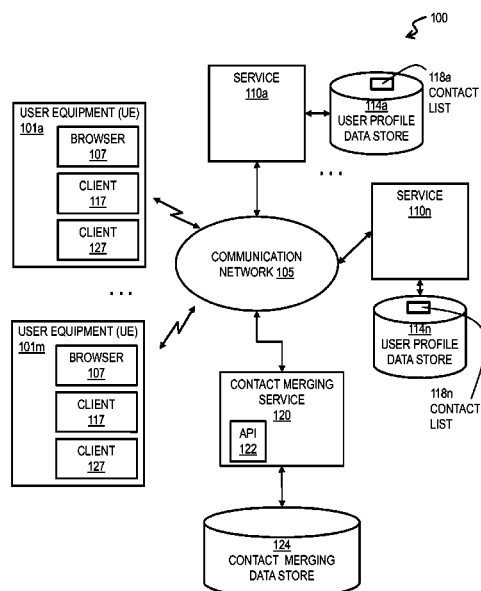 100
SERVICE
110a
114a
USER PROFILE
DATA STORE
118a
CONTACT
LIST
. . .
USER EQUIPMENT (UE)
101a
BROWSER
107
CLIENT
117
CLIENT
127
SERVICE
110n
COMMUNICATION
NETWORK 105
. . .
114n
USER PROFILE
DATA STORE
118n
CONTACT
LIST
USER EQUIPMENT (UE)
101m
BROWSER
107
CLIENT
117
CLIENT
127
CONTACT MERGING
SERVICE
120
API
122
124
CONTACT MERGING
DATA STORE